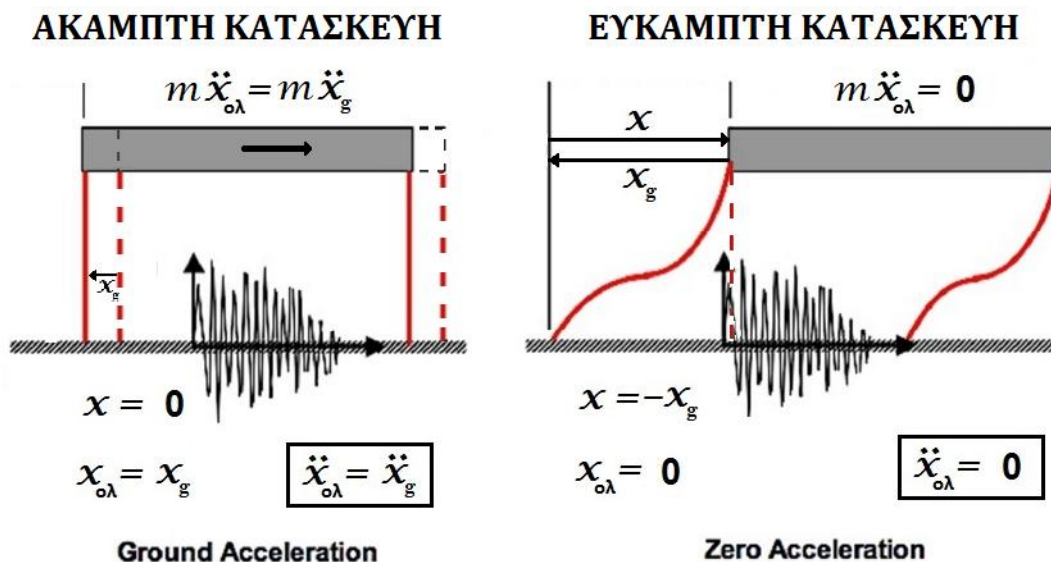 ΑΚΑΜΠΤΗ ΚΑΤΑΣΚΕΥΗ
mẍολ = mẍg
xg
x = 0
xολ = xg
ẍολ = ẍg
Ground Acceleration
ΕΥΚΑΜΠΤΗ ΚΑΤΑΣΚΕΥΗ
mẍολ = 0
x
xg
x = -xg
xολ = 0
ẍολ = 0
Zero Acceleration